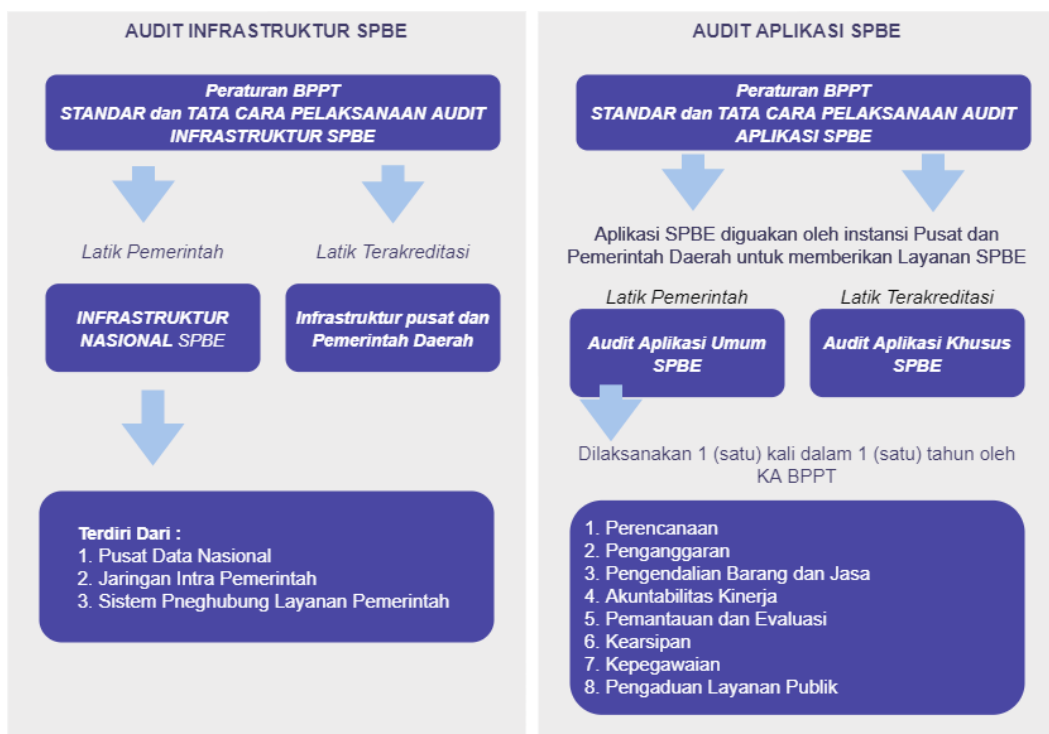 AUDIT INFRASTRUKTUR SPBE
Peraturan BPPT
STANDAR dan TATA CARA PELAKSANAAN AUDIT
INFRASTRUKTUR SPBE
Latik Pemerintah
Latik Terakreditasi
INFRASTRUKTUR
NASIONAL SPBE
Infrastruktur pusat dan
Pemerintah Daerah
Terdiri Dari :
1. Pusat Data Nasional
2. Jaringan Intra Pemerintah
3. Sistem Pneghubung Layanan Pemerintah
AUDIT APLIKASI SPBE
Peraturan BPPT
STANDAR dan TATA CARA PELAKSANAAN AUDIT
APLIKASI SPBE
Aplikasi SPBE diguakan oleh instansi Pusat dan
Pemerintah Daerah untuk memberikan Layanan SPBE
Latik Pemerintah
Latik Terakreditasi
Audit Aplikasi Umum
SPBE
Audit Aplikasi Khusus
SPBE
Dilaksanakan 1 (satu) kali dalam 1 (satu) tahun oleh
KA BPPT
1. Perencanaan
2. Penganggaran
3. Pengendalian Barang dan Jasa
4. Akuntabilitas Kinerja
5. Pemantauan dan Evaluasi
6. Kearsipan
7. Kepegawaian
8. Pengaduan Layanan Publik